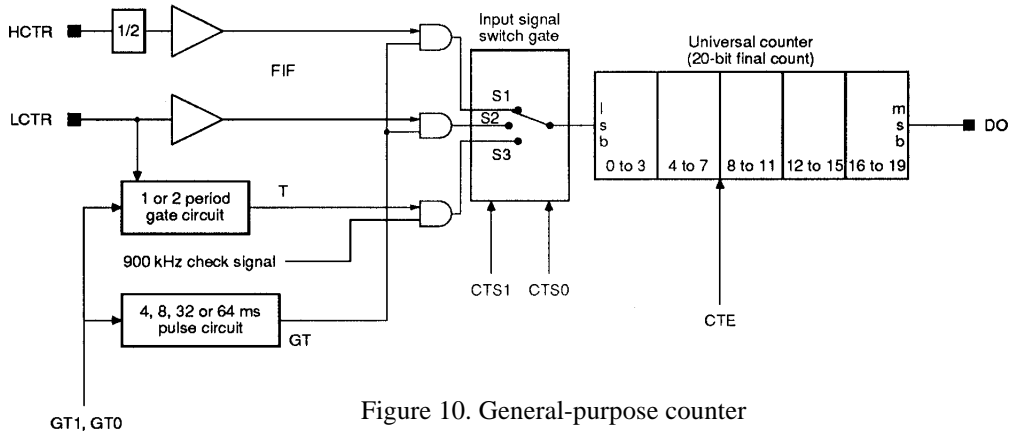 Input signal
switch gate
HCTR
1/2
FIF
Universal counter
(20-bit final count)
LCTR
S1
S2
S3
l
s
b
m
s
b
DO
0 to 3
4 to 7
8 to 11
12 to 15
16 to 19
1 or 2 period
gate circuit
T
900 kHz check signal
CTS1
CTS0
CTE
4, 8, 32 or 64 ms
pulse circuit
GT
GT1, GT0
Figure 10. General-purpose counter